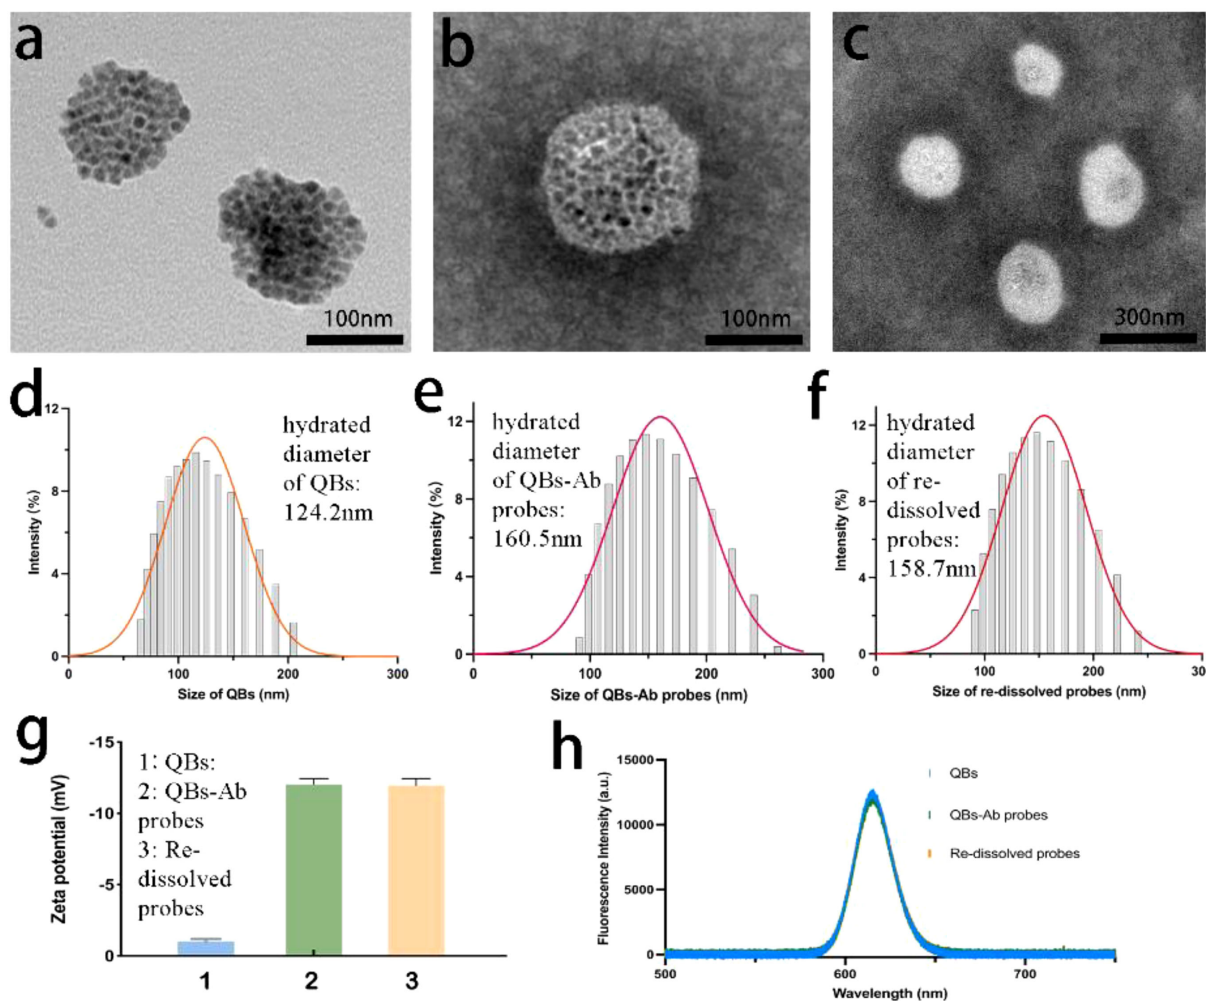 a
b
c
100nm
100nm
300nm
d
12
8
4
0
Intensity (%)
hydrated
diameter
of QBs:
124.2nm
0
100
200
300
Size of QBs (nm)
e
12
8
4
0
Intensity (%)
hydrated
diameter
of QBs-Ab
probes:
160.5nm
0
100
200
300
Size of QBs-Ab probes (nm)
f
12
8
4
0
Intensity (%)
hydrated
diameter
of re-
dissolved
probes:
158.7nm
0
100
200
300
Size of re-dissolved probes (nm)
g
-15
-10
-5
0
Zeta potential (mV)
1: QBs:
2: QBs-Ab
probes
3: Re-
dissolved
probes
1
2
3
h
15000
10000
5000
0
Fluorescence Intensity (a.u.)
QBs
QBs-Ab probes
Re-dissolved probes
500
600
700
Wavelength (nm)